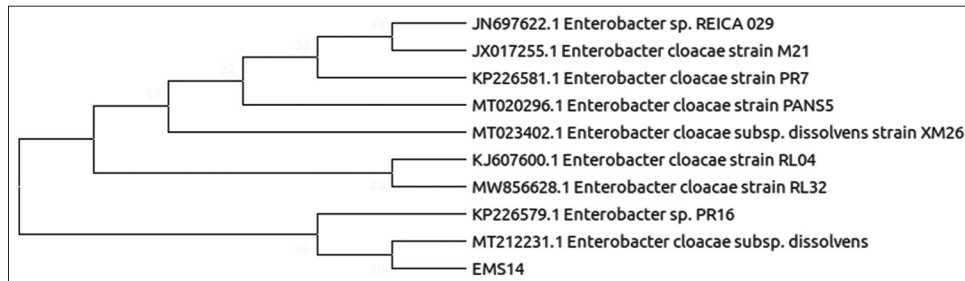 JN697622.1 Enterobacter sp. REICA 029
93
JX017255.1 Enterobacter cloacae strain M21
38
KP226581.1 Enterobacter cloacae strain PR7
31
MT020296.1 Enterobacter cloacae strain PANS5
13
MT023402.1 Enterobacter cloacae subsp. dissolvens strain XM26
KJ607600.1 Enterobacter cloacae strain RL04
44
MW856628.1 Enterobacter cloacae strain RL32
KP226579.1 Enterobacter sp. PR16
MT212231.1 Enterobacter cloacae subsp. dissolvens
EMS14